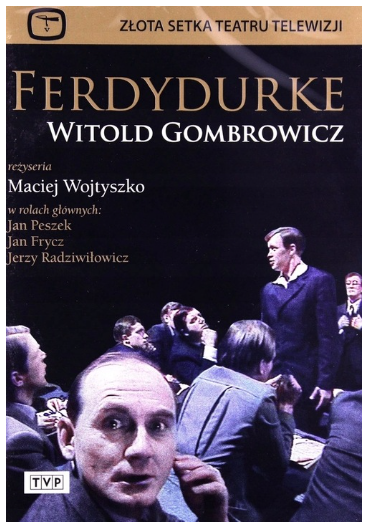 ZŁOTA SETKA TEATRU TELEWIZJI
FERDYDURKE
WITOLD GOMBROWICZ
reżyseria
Maciej Wojtyszko
w rolach głównych:
Jan Peszek
Jan Frycz
Jerzy Radziwiłowicz
TVP